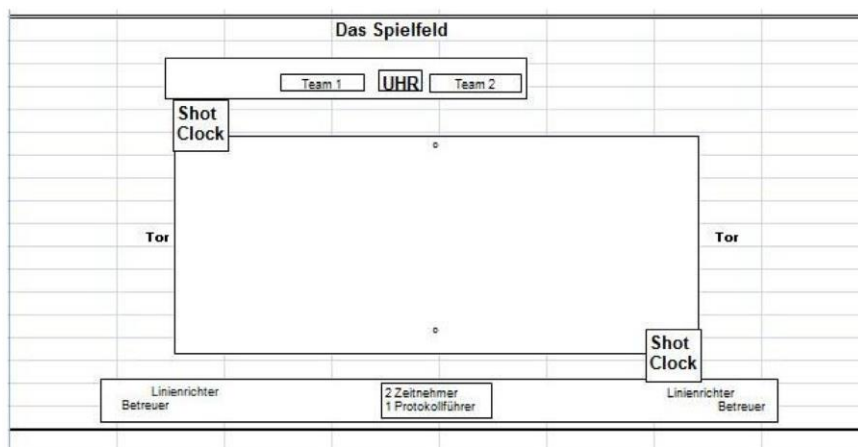 Das Spielfeld
Team 1 UHR Team 2
Shot
Clock
Tor Tor
Shot
Clock
Linienrichter 2 Zeitnehmer Linienrichter
Betreuer 1 Protokollführer Betreuer